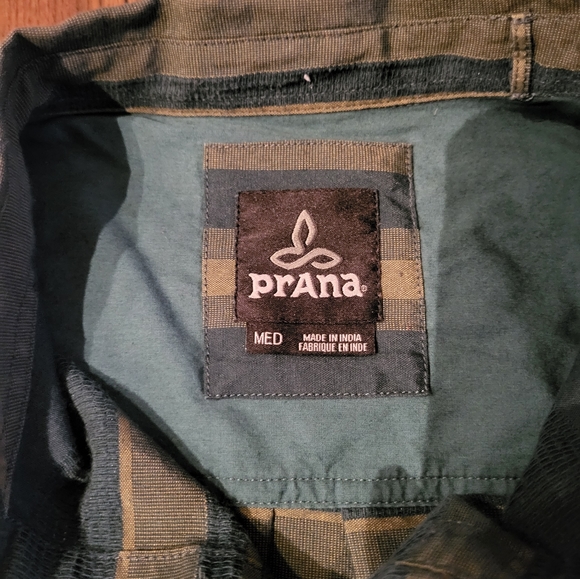 prAna®
MED
MADE IN INDIA
FABRIQUE EN INDE